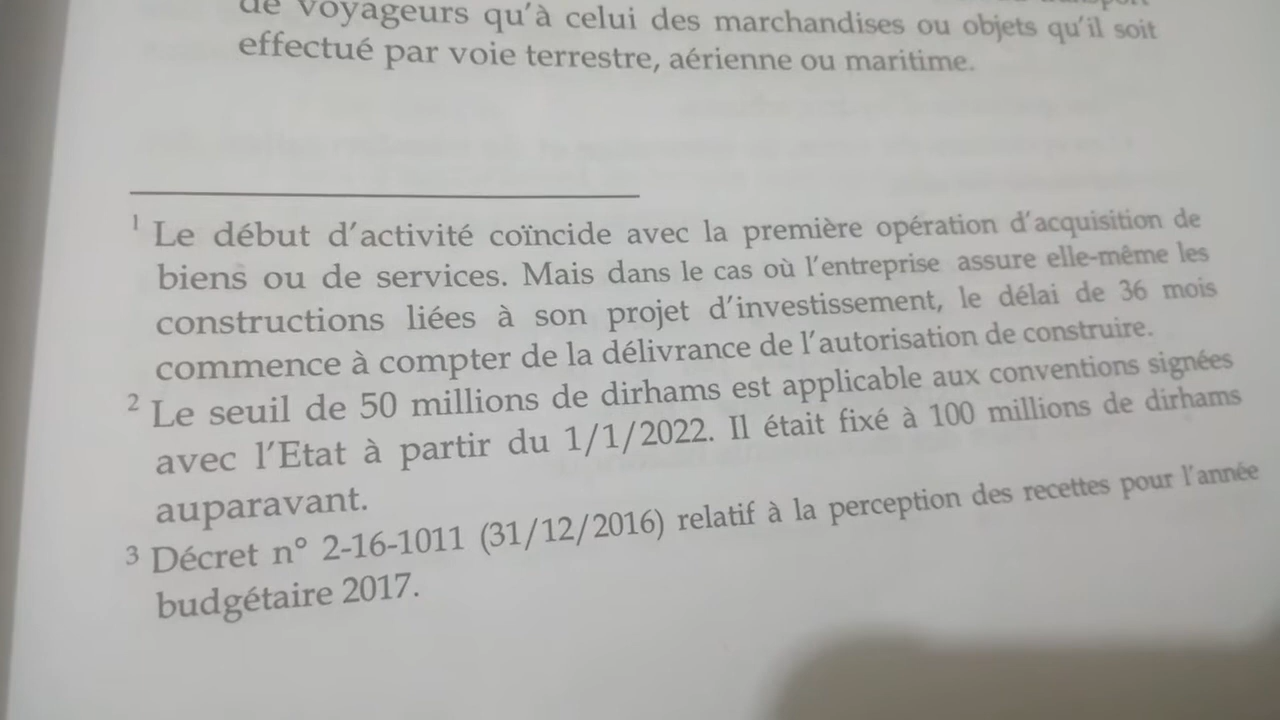 de voyageurs qu'à celui des marchandises ou objets qu'il soit
effectué par voie terrestre, aérienne ou maritime.
1 Le début d'activité coïncide avec la première opération d'acquisition de
biens ou de services. Mais dans le cas où l'entreprise assure elle-même les
constructions liées à son projet d'investissement, le délai de 36 mois
commence à compter de la délivrance de l'autorisation de construire.
2 Le seuil de 50 millions de dirhams est applicable aux conventions signées
avec l'Etat à partir du 1/1/2022. Il était fixé à 100 millions de dirhams
auparavant.
3 Décret n° 2-16-1011 (31/12/2016) relatif à la perception des recettes pour l'année
budgétaire 2017.